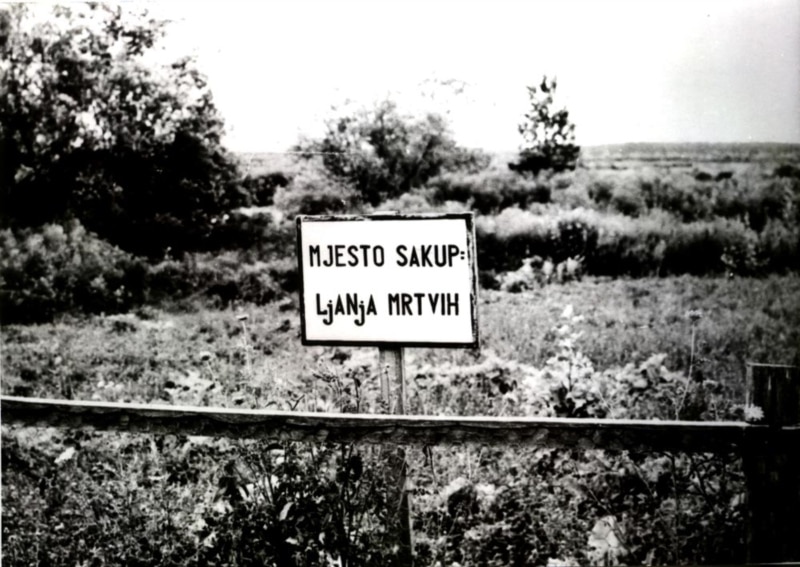 MJESTO SAKUP=
LjANjA MRTVIH